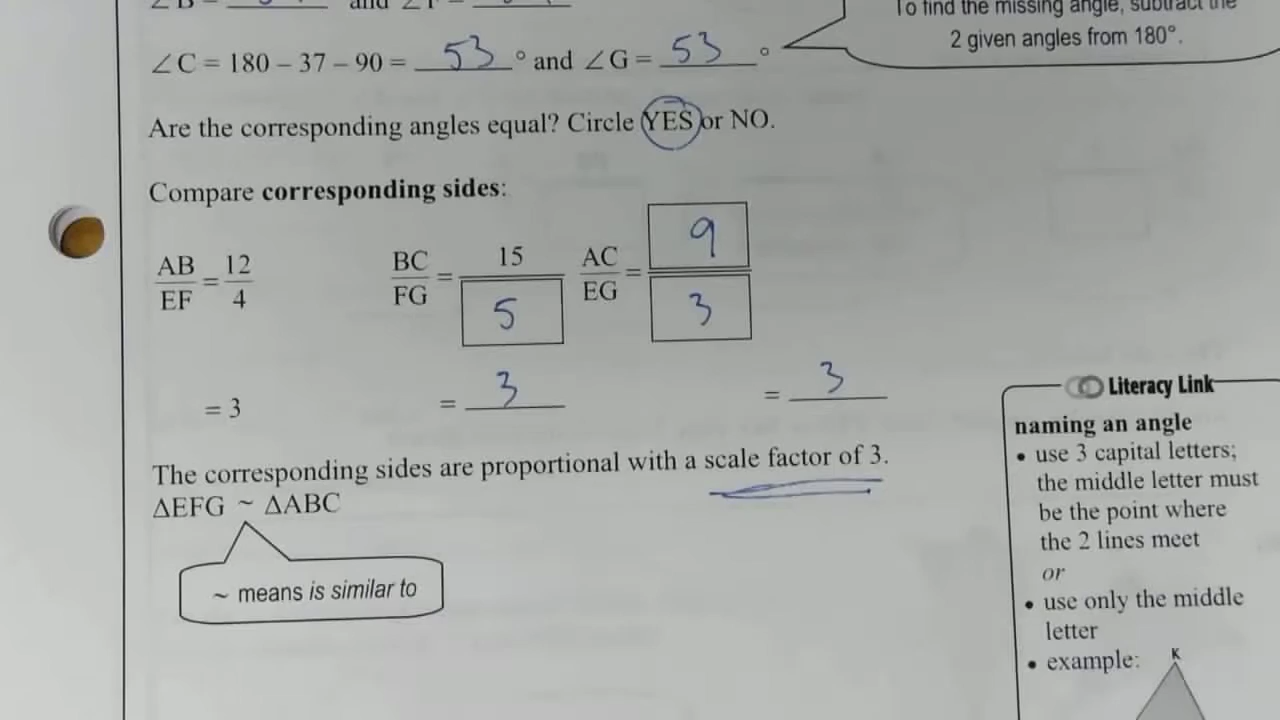 and ∠
To find the missing angle, subtract the
2 given angles from 180°.
∠C = 180 – 37 – 90 = 53° and ∠G = 53°
Are the corresponding angles equal? Circle YES or NO.
Compare corresponding sides:
AB/EF = 12/4 BC/FG = 15/5 AC/EG = 9/3
= 3 = 3 = 3
The corresponding sides are proportional with a scale factor of 3.
ΔEFG ~ ΔABC
~ means is similar to
Literacy Link
naming an angle
• use 3 capital letters;
the middle letter must
be the point where
the 2 lines meet
or
• use only the middle
letter
• example:
K